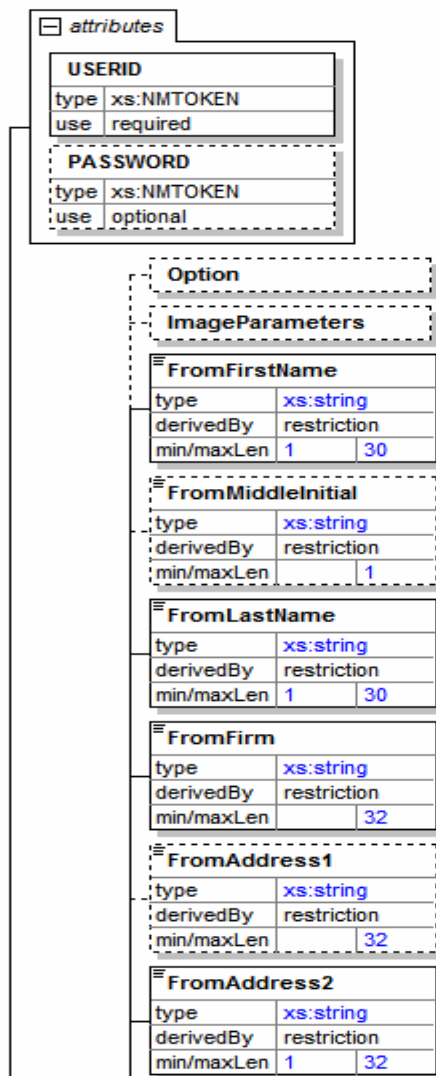 attributes
USERID
type xs:NMTOKEN
use required
PASSWORD
type xs:NMTOKEN
use optional
Option
ImageParameters
FromFirstName
type xs:string
derivedBy restriction
min/maxLen 1 30
FromMiddleInitial
type xs:string
derivedBy restriction
min/maxLen 1
FromLastName
type xs:string
derivedBy restriction
min/maxLen 1 30
FromFirm
type xs:string
derivedBy restriction
min/maxLen 32
FromAddress1
type xs:string
derivedBy restriction
min/maxLen 32
FromAddress2
type xs:string
derivedBy restriction
min/maxLen 1 32